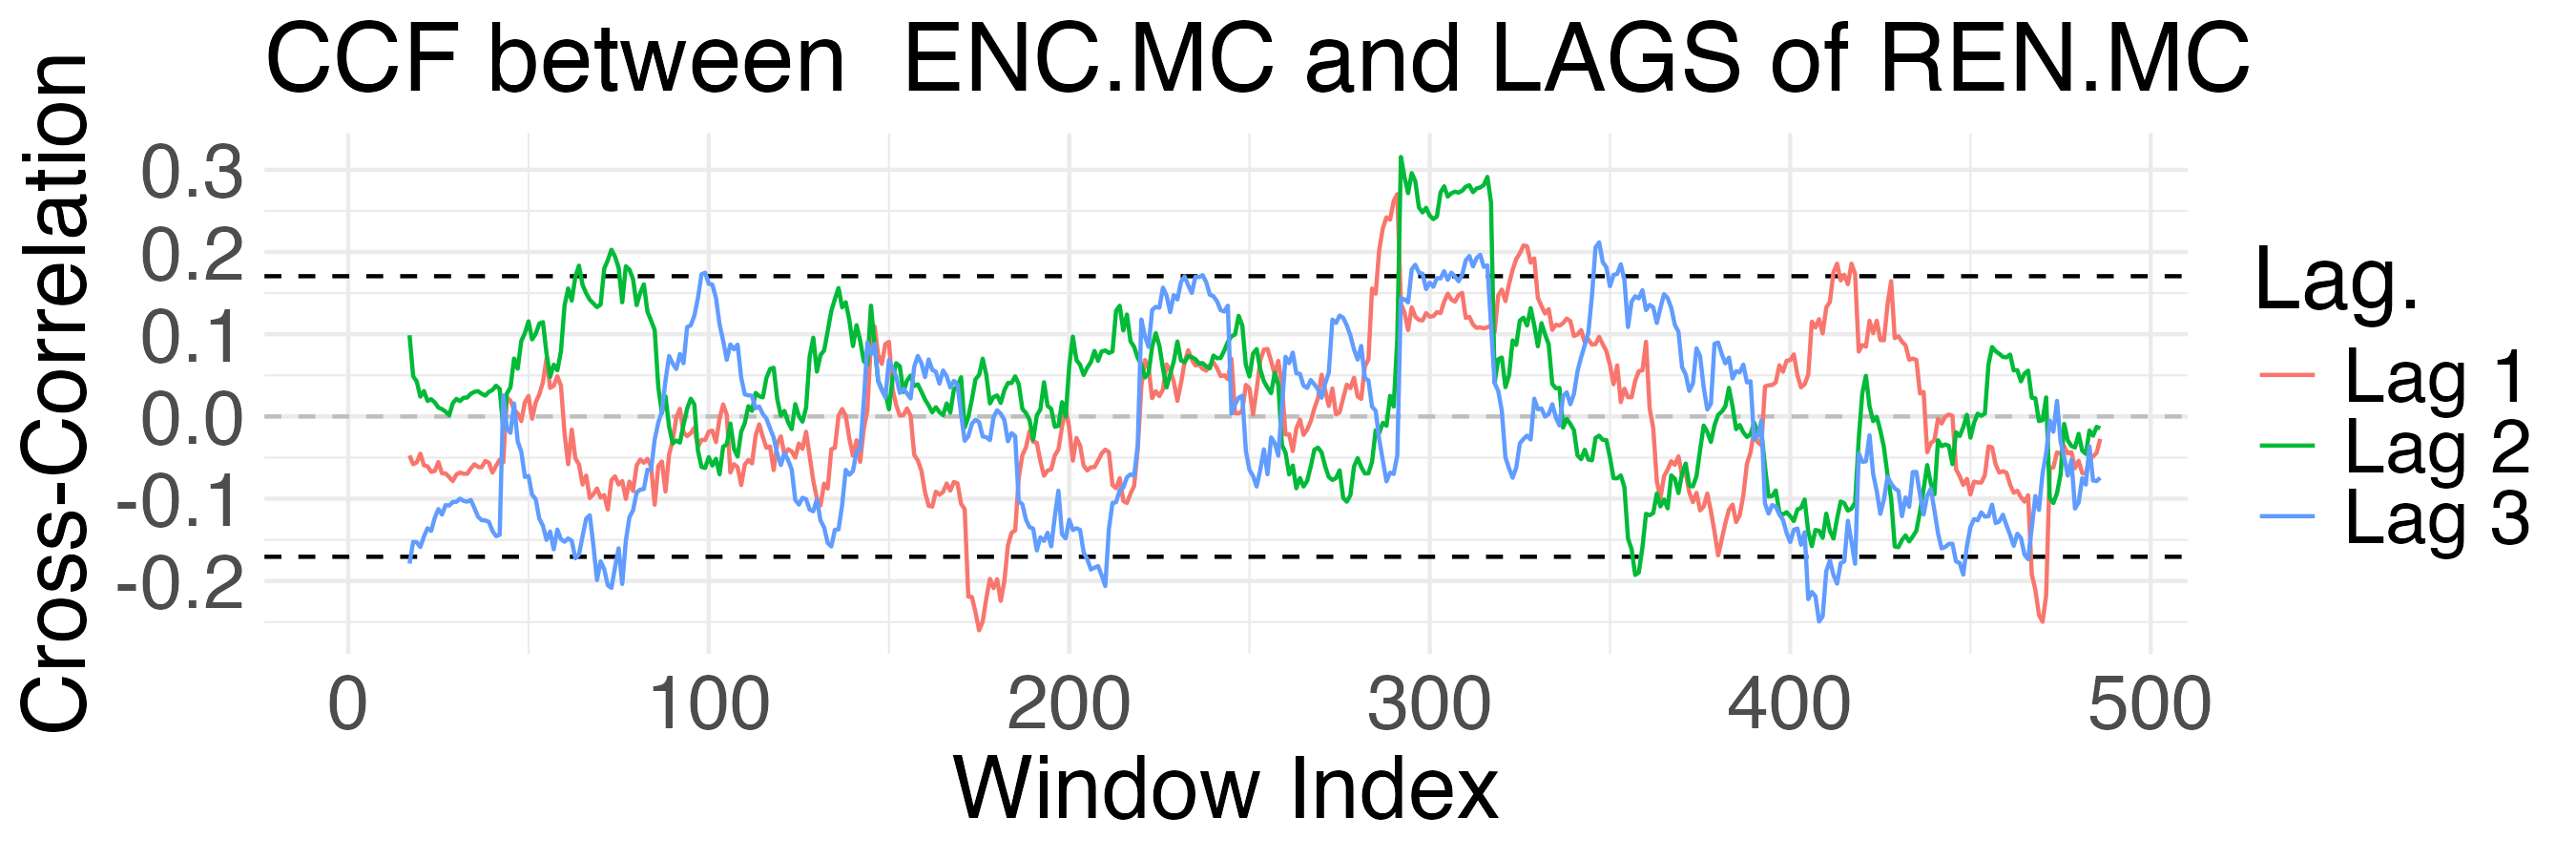 CCF between  ENC.MC and LAGS of REN.MC
Cross-Correlation
0.3
0.2
0.1
0.0
-0.1
-0.2
0 100 200 300 400 500
Window Index
Lag.
Lag 1
Lag 2
Lag 3